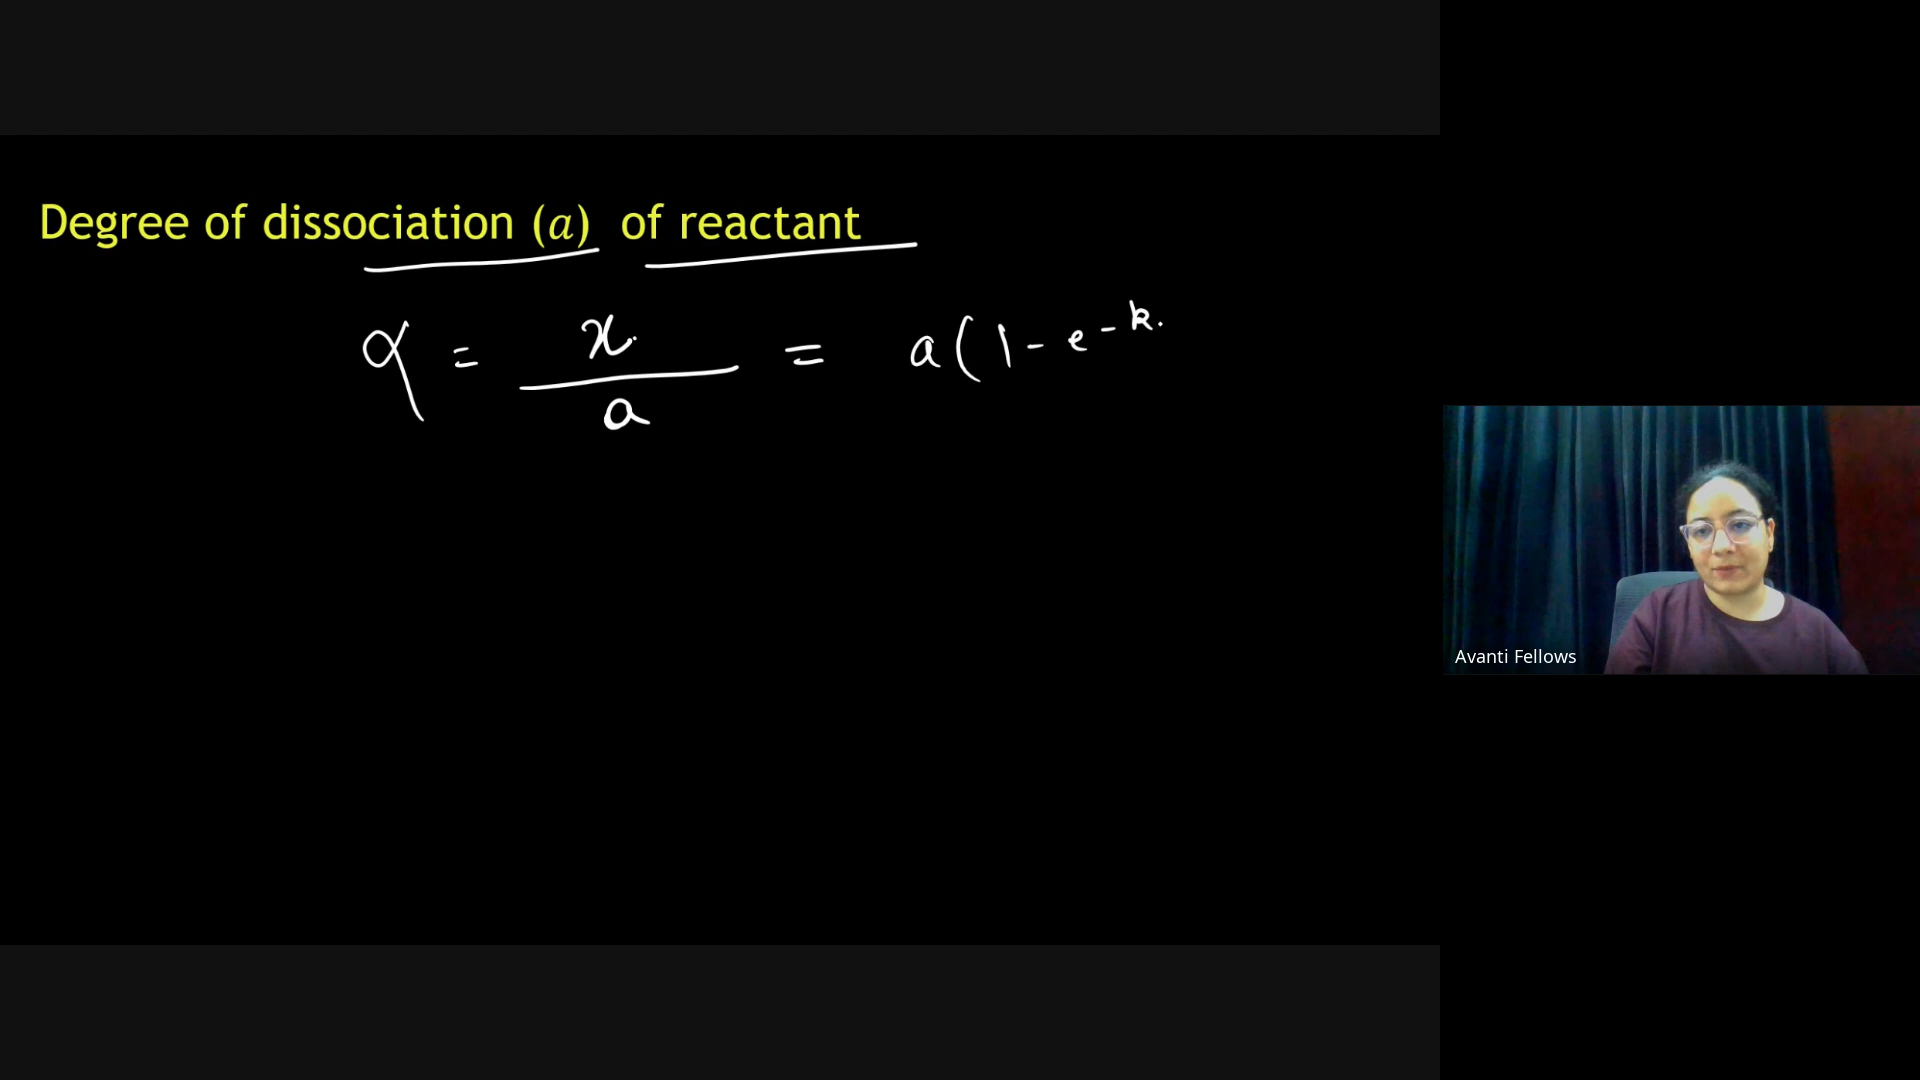 Degree of dissociation (a) of reactant
α = x / a = a(1 - e^-k.
Avanti Fellows